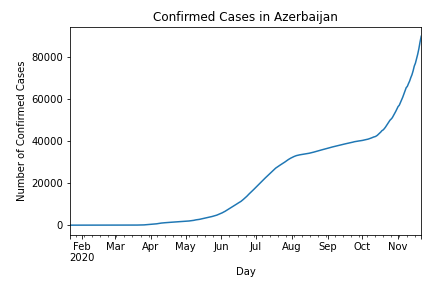 Confirmed Cases in Azerbaijan
Number of Confirmed Cases
80000
60000
40000
20000
0
Feb Mar Apr May Jun Jul Aug Sep Oct Nov
2020
Day